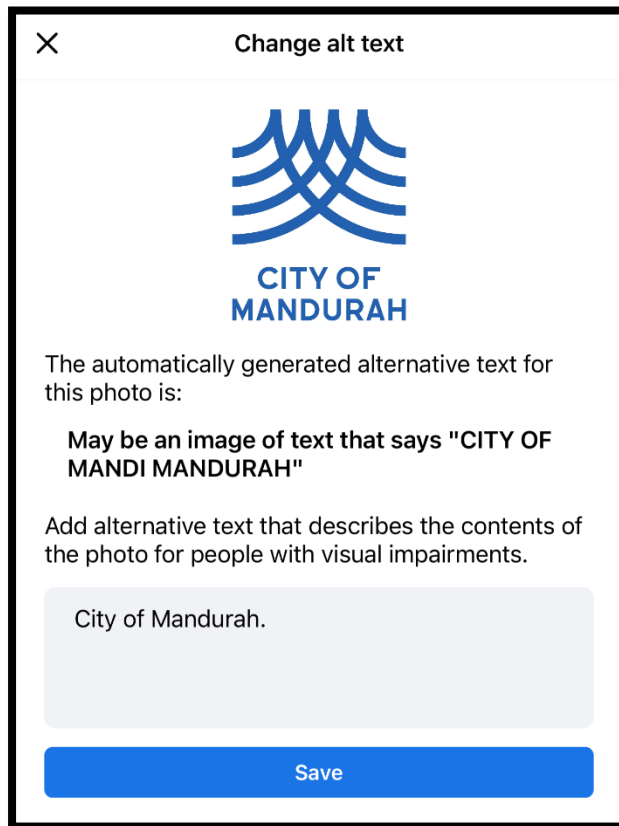 Change alt text
CITY OF
MANDURAH
The automatically generated alternative text for
this photo is:
May be an image of text that says "CITY OF
MANDI MANDURAH"
Add alternative text that describes the contents of
the photo for people with visual impairments.
City of Mandurah.
Save